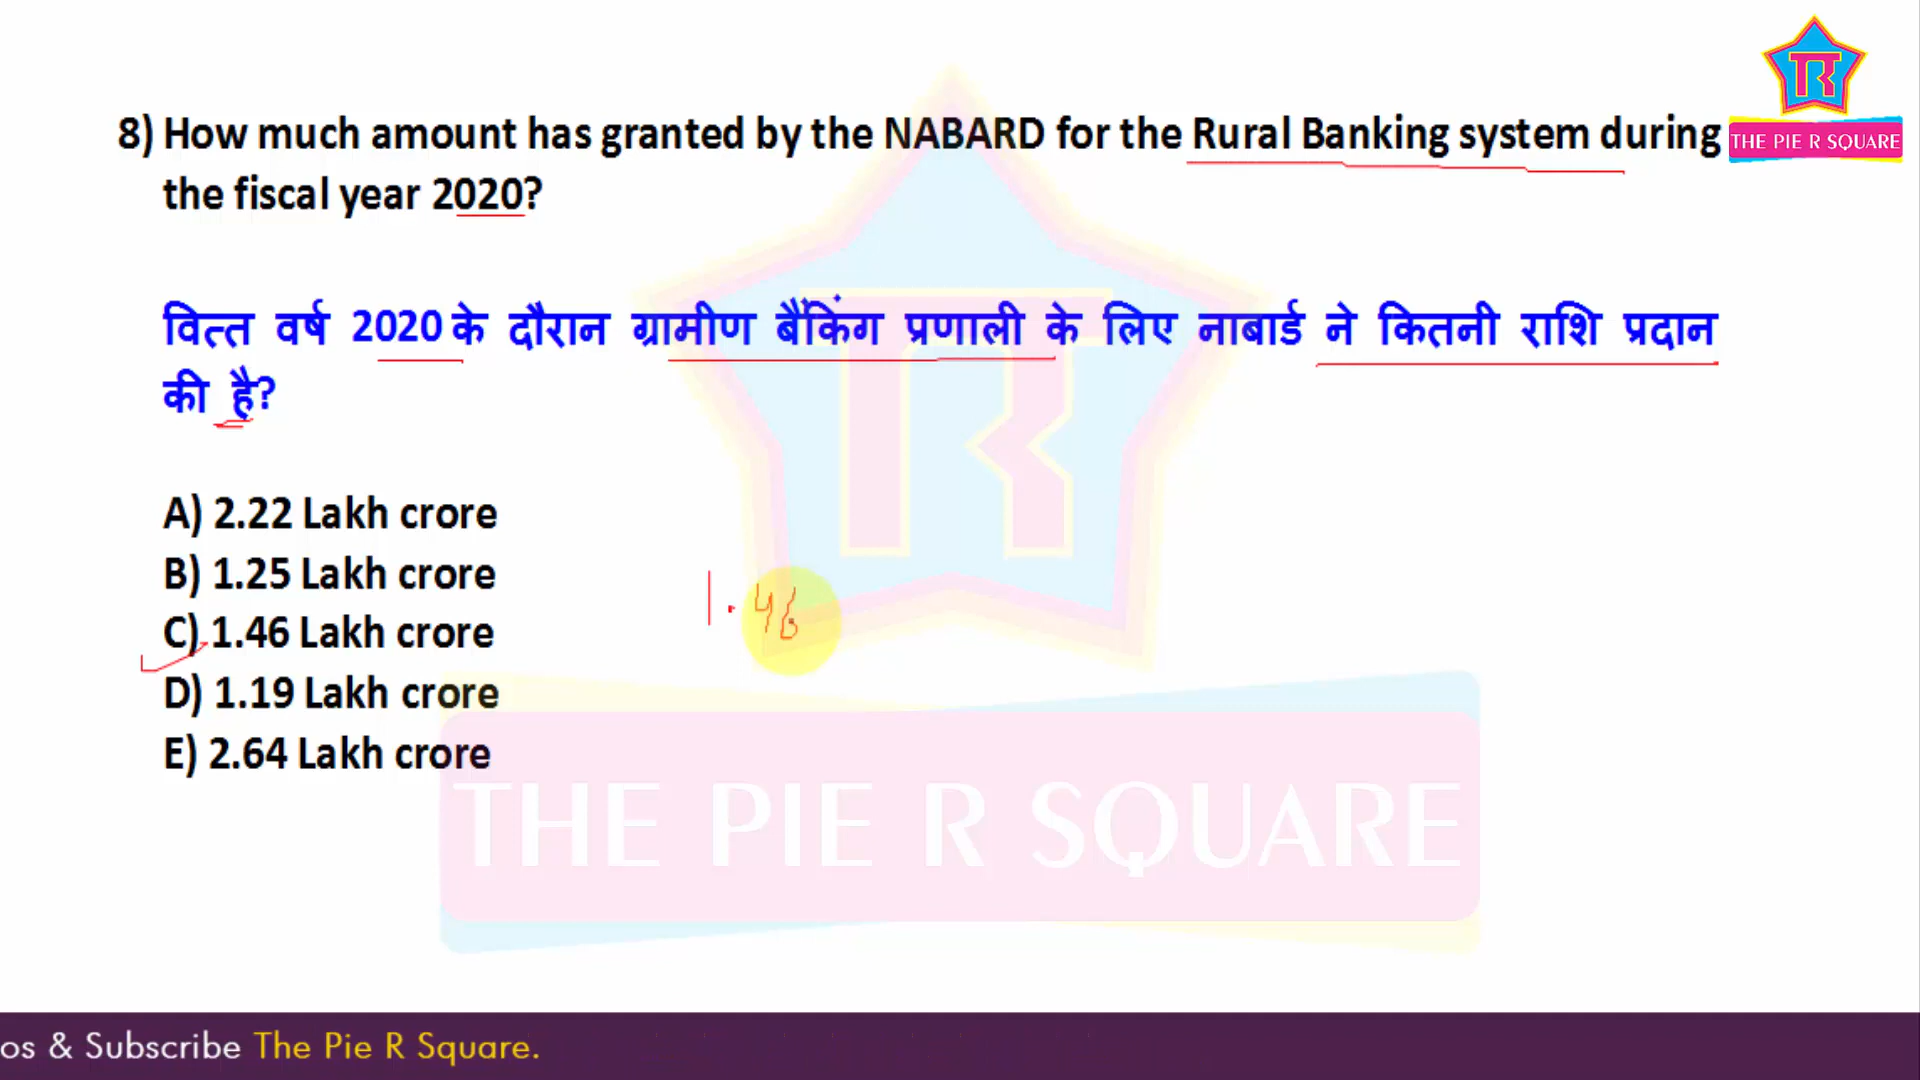 TR
THE PIE R SQUARE
8) How much amount has granted by the NABARD for the Rural Banking system during
the fiscal year 2020?
वित्त वर्ष 2020 के दौरान ग्रामीण बैंकिंग प्रणाली के लिए नाबार्ड ने कितनी राशि प्रदान
की है?
A) 2.22 Lakh crore
B) 1.25 Lakh crore
C) 1.46 Lakh crore
D) 1.19 Lakh crore
E) 2.64 Lakh crore
1.46
TR
THE PIE R SQUARE
os & Subscribe The Pie R Square.